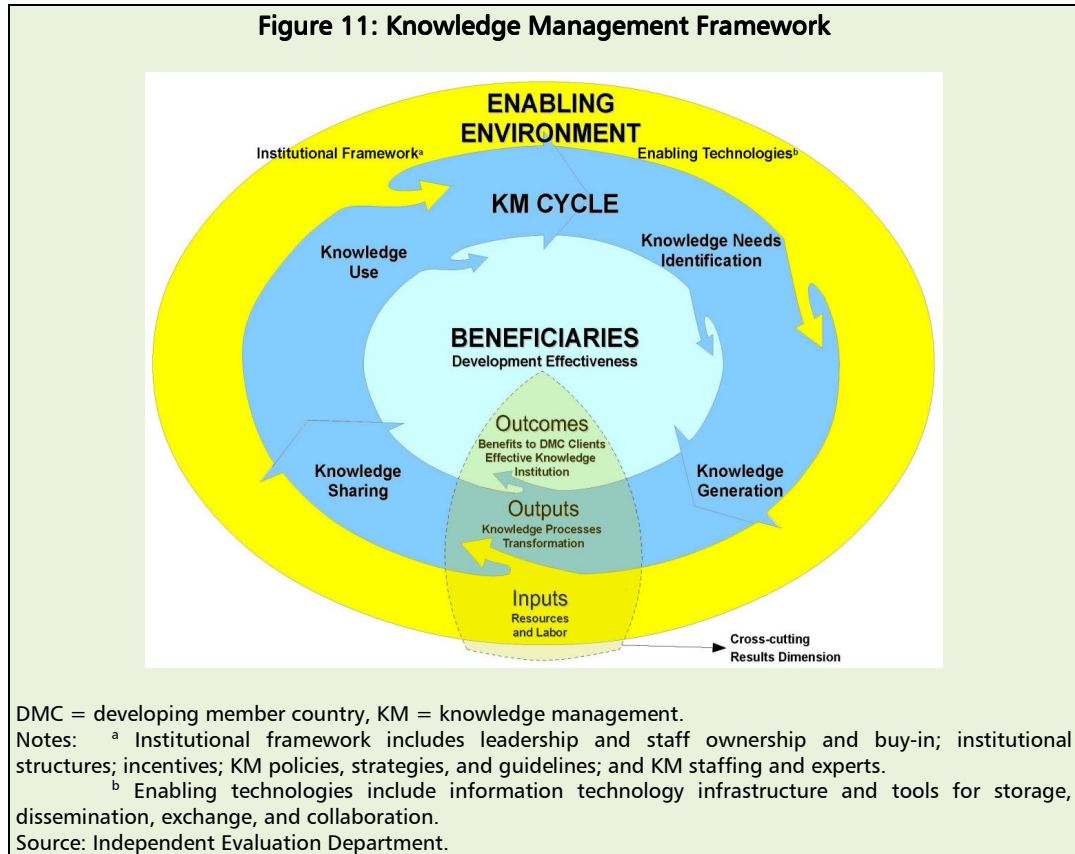 Figure 11: Knowledge Management Framework
ENABLING
ENVIRONMENT
Institutional Frameworkᵃ
Enabling Technologiesᵇ
KM CYCLE
Knowledge
Use
Knowledge Needs
Identification
BENEFICIARIES
Development Effectiveness
Outcomes
Benefits to DMC Clients
Effective Knowledge
Institution
Knowledge
Sharing
Knowledge
Generation
Outputs
Knowledge Processes
Transformation
Inputs
Resources
and Labor
Cross-cutting
Results Dimension
DMC = developing member country, KM = knowledge management.
Notes: ᵃ Institutional framework includes leadership and staff ownership and buy-in; institutional
structures; incentives; KM policies, strategies, and guidelines; and KM staffing and experts.
ᵇ Enabling technologies include information technology infrastructure and tools for storage,
dissemination, exchange, and collaboration.
Source: Independent Evaluation Department.